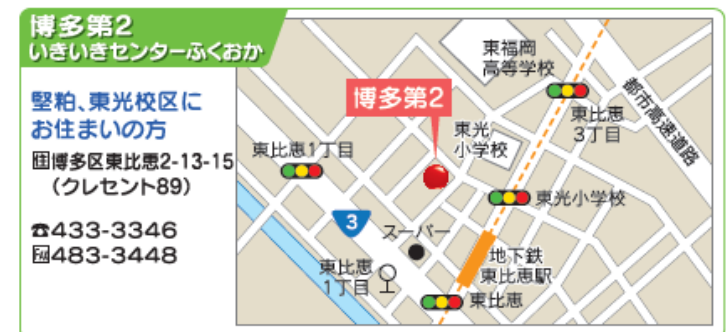 博多第2
いきいきセンターふくおか
堅粕、東光校区に
お住まいの方
住博多区東比恵2-13-15
(クレセント89)
☎433-3346
FAX483-3448
東福岡
高等学校
博多第2
東比恵
3丁目
都市高速道路
東光
小学校
東比恵1丁目
東光小学校
3
スーパー
地下鉄
東比恵駅
東比恵
1丁目
東比恵